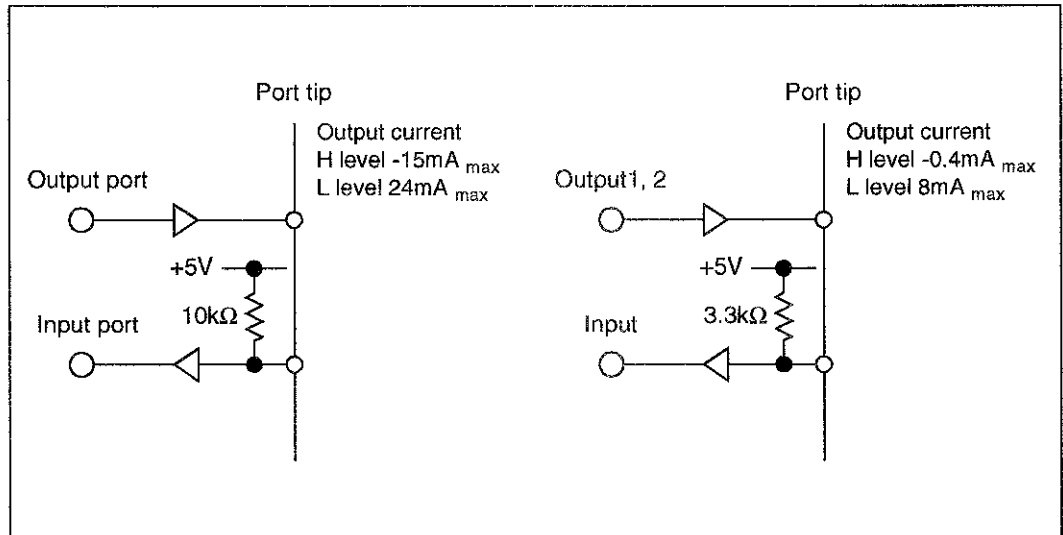 Port tip
Output current
H level -15mA max
L level 24mA max
Output port
+5V
10kΩ
Input port
Port tip
Output current
H level -0.4mA max
L level 8mA max
Output1, 2
+5V
3.3kΩ
Input